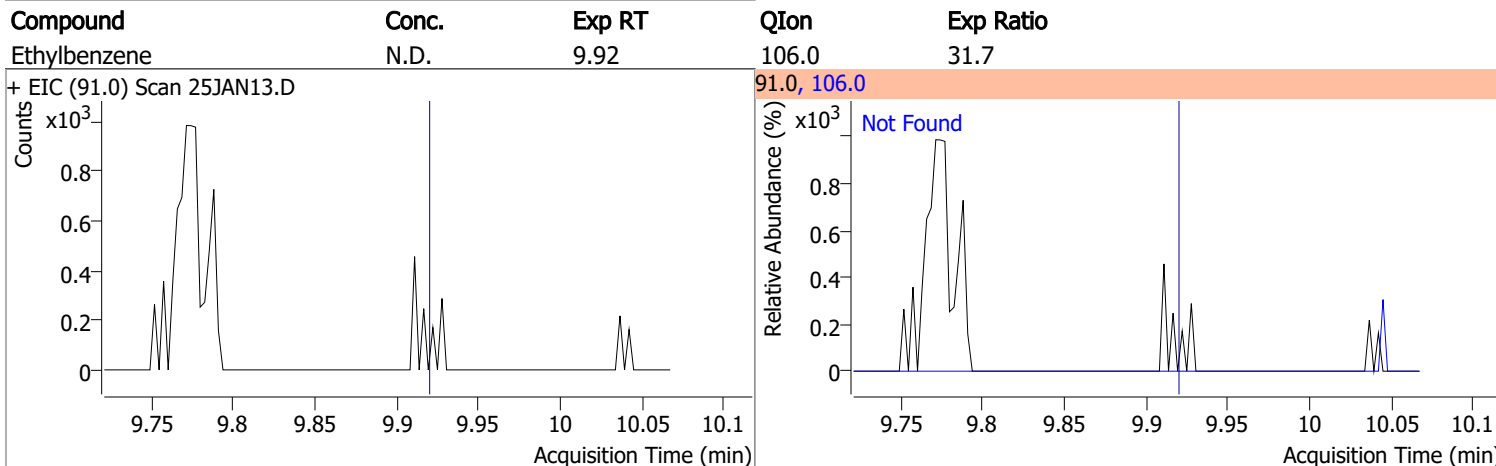 Compound Conc. Exp RT QIon Exp Ratio
Ethylbenzene N.D. 9.92 106.0 31.7
+ EIC (91.0) Scan 25JAN13.D
Counts
x10³
0.8
0.6
0.4
0.2
0
9.75 9.8 9.85 9.9 9.95 10 10.05 10.1
Acquisition Time (min)
91.0, 106.0
Relative Abundance (%)
x10³
Not Found
0.8
0.6
0.4
0.2
0
9.75 9.8 9.85 9.9 9.95 10 10.05 10.1
Acquisition Time (min)